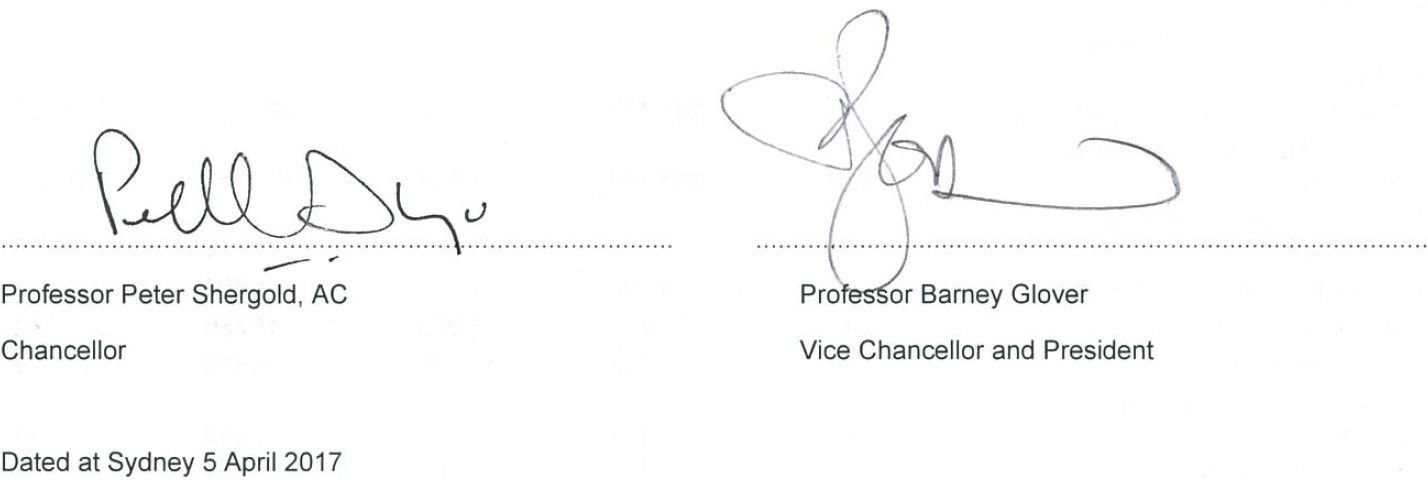 Professor Peter Shergold, AC
Chancellor
Professor Barney Glover
Vice Chancellor and President
Dated at Sydney 5 April 2017